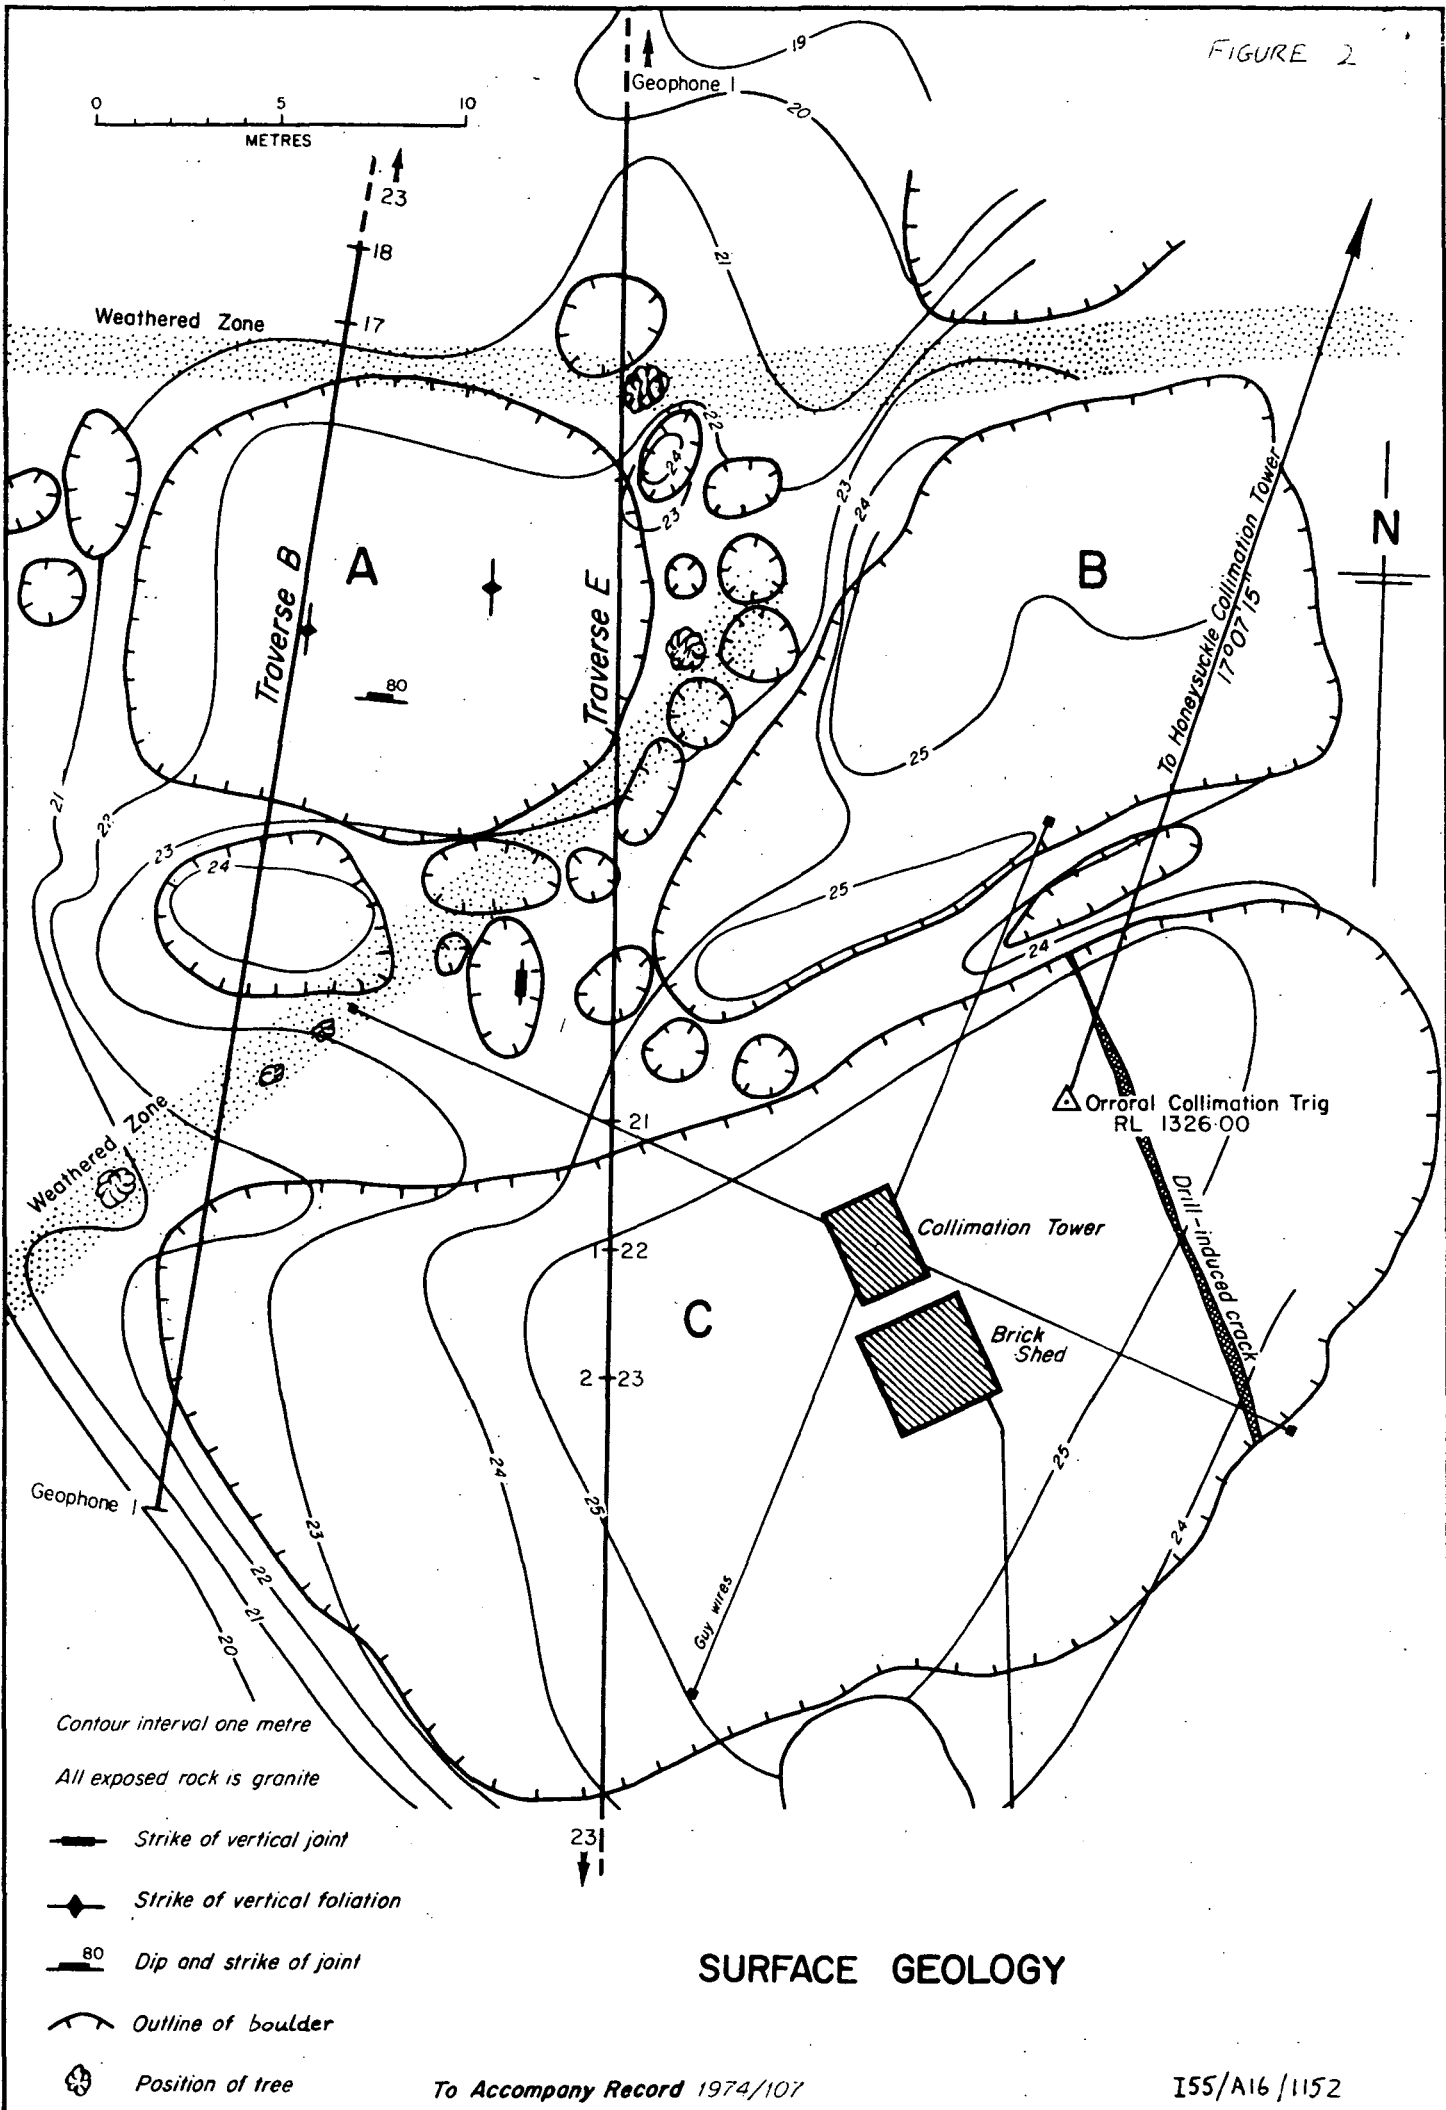 FIGURE 2
19
Geophone 1
20
0 5 10
METRES
23
18
17
Weathered Zone
21
22
24
23
23
24
A
B
N
Traverse B
Traverse E
80
To Honeysuckle Collimation Tower
17°07'15"
25
21
22
23
24
25
24
Weathered Zone
21
Orroral Collimation Trig
RL 1326·00
Collimation Tower
Drill-induced crack
1 22
C
Brick
Shed
2 23
Geophone 1
24
25
25
23
24
22
21
20
Guy wires
Contour interval one metre
All exposed rock is granite
Strike of vertical joint
23
Strike of vertical foliation
80
Dip and strike of joint
SURFACE GEOLOGY
Outline of boulder
Position of tree
To Accompany Record 1974/107
I55/A16/1152